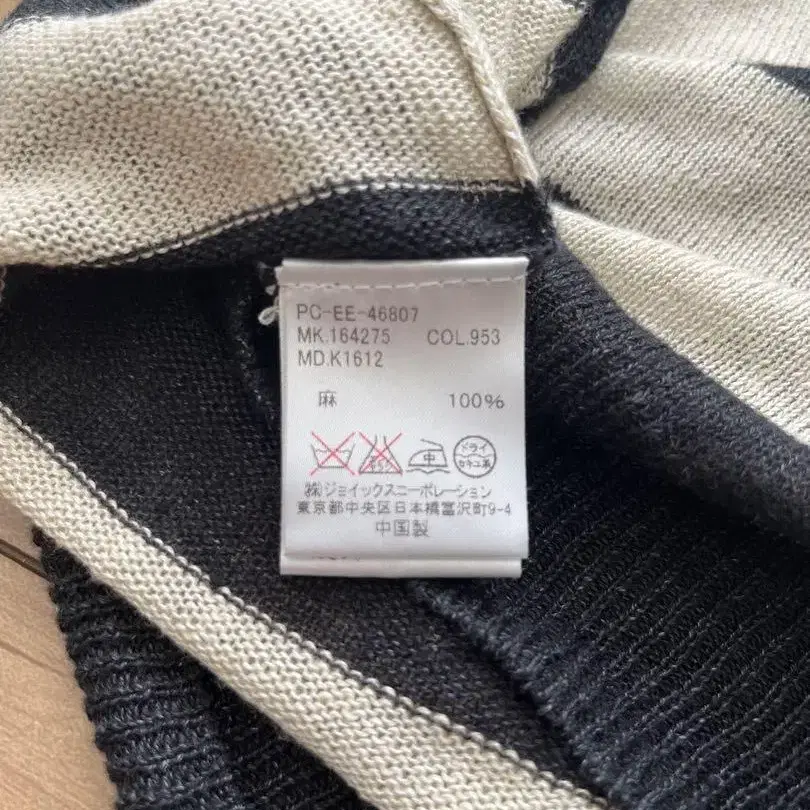 PC-EE-46807
MK.164275 COL.953
MD.K1612
麻 100%
ドライ
セキユ系
㈱ジョイックスコーポレーション
東京都中央区日本橋富沢町9-4
中国製